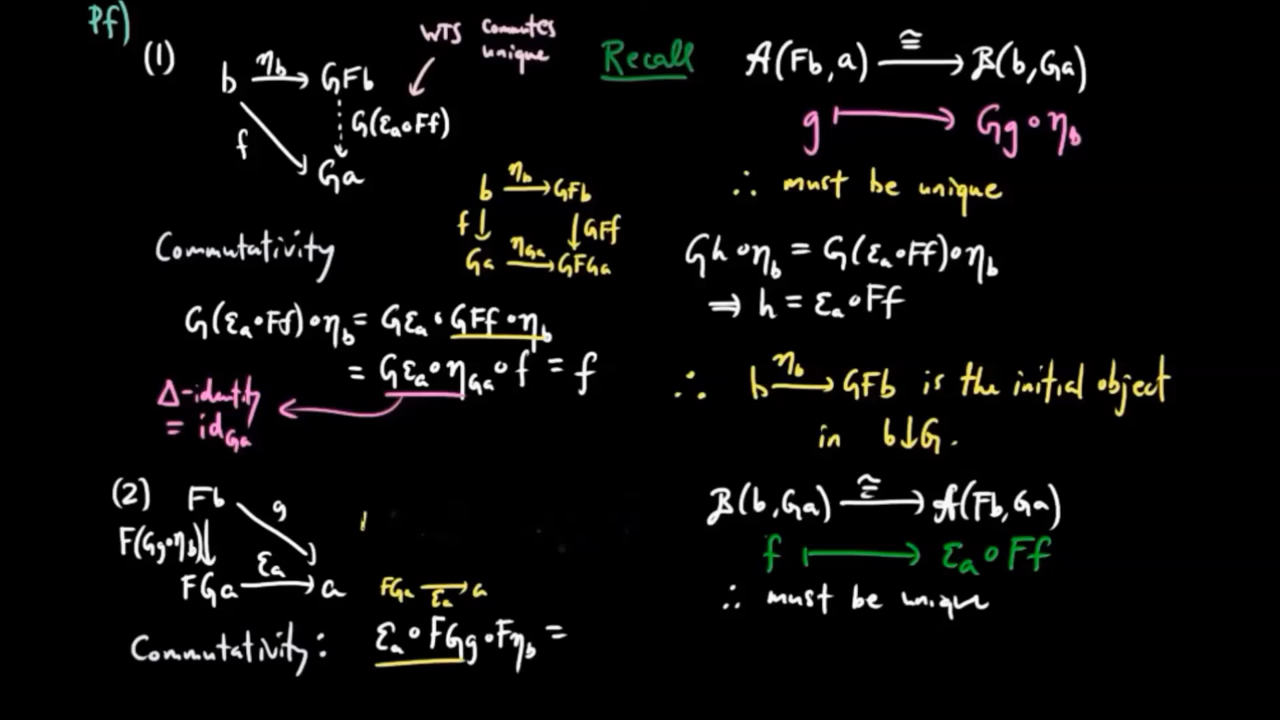 Pf)
(1)
b ηb→ GFb
f
G(εa∘Ff)
Ga
WTS commutes
unique
Recall
A(Fb, a) ≅→ B(b, Ga)
g ↦ Gg∘ηb
∴ must be unique
b ηb→ GFb
f↓ ↓GFf
Ga ηGa→ GFGa
Commutativity
G(εa∘Ff)∘ηb = Gεa∘GFf∘ηb
= Gεa∘ηGa∘f = f
Δ-identity
= idGa
Gh∘ηb = G(εa∘Ff)∘ηb
⇒ h = εa∘Ff
∴ b ηb→ GFb is the initial object
in b↓G.
(2) Fb g
F(Gg∘ηb)↓
FGa εa→ a
FGa εa→ a
Commutativity: εa∘FGg∘Fηb =
B(b, Ga) ≅→ A(Fb, Ga)
f ↦ εa∘Ff
∴ must be unique